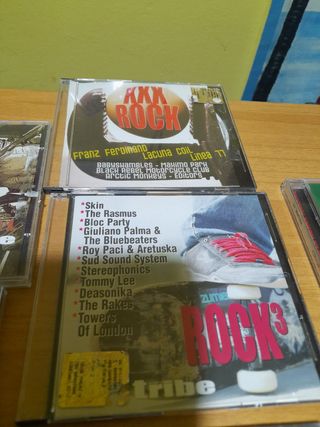 XXX
ROCK
Franz Ferdinand Lacuna Coil
Linea 77
Babyshambles - Maximo Park
Black Rebel Motorcycle Club
Arctic Monkeys - Editors
*Skin
*The Rasmus
*Bloc Party
*Giuliano Palma &
The Bluebeaters
*Roy Paci & Aretuska
*Sud Sound System
*Stereophonics
*Tommy Lee
*Deasonika
*The Rakes
*Towers
Of London
ROCK3
tribe